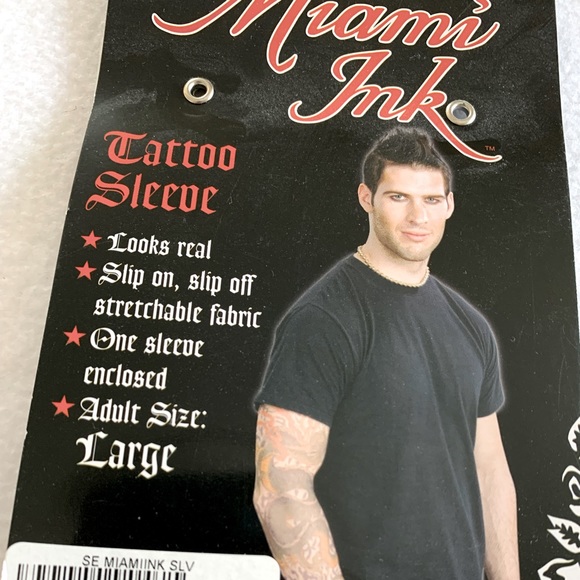 Miami
Ink
TM
Tattoo
Sleeve
Looks real
Slip on, slip off
stretchable fabric
One sleeve
enclosed
Adult Size:
Large
SE MIAMIINK SLV